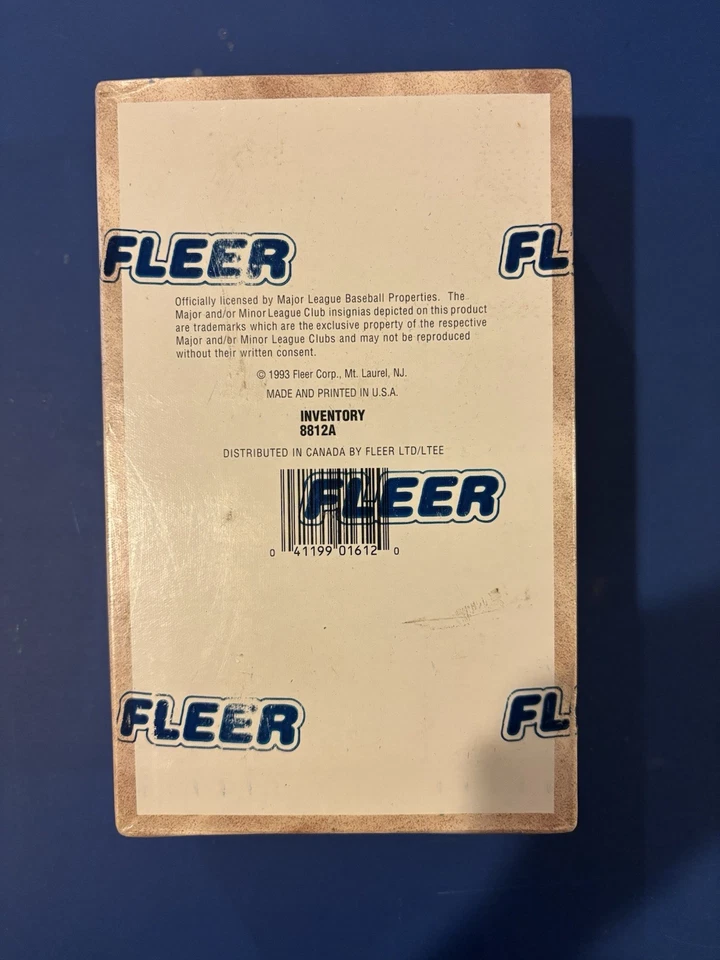 FLEER FL
Officially licensed by Major League Baseball Properties. The
Major and/or Minor League Club insignias depicted on this product
are trademarks which are the exclusive property of the respective
Major and/or Minor League Clubs and may not be reproduced
without their written consent.
© 1993 Fleer Corp., Mt. Laurel, NJ.
MADE AND PRINTED IN U.S.A.
INVENTORY
8812A
DISTRIBUTED IN CANADA BY FLEER LTD/LTEE
FLEER
0 41199 01612 0
FLEER FL